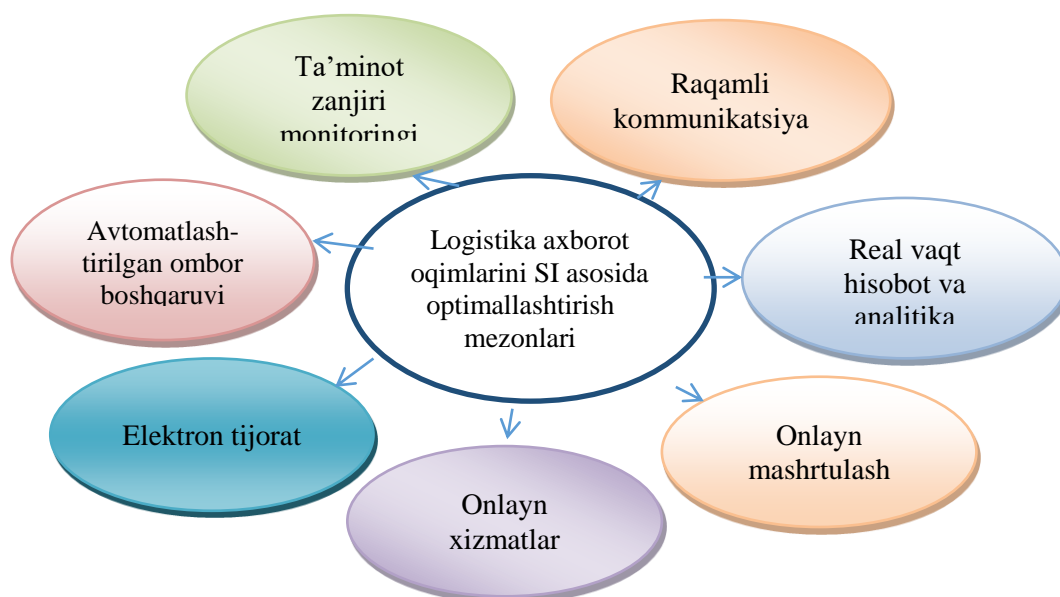 Ta’minot
zanjiri
monitoringi
Raqamli
kommunikatsiya
Avtomatlash-
tirilgan ombor
boshqaruvi
Logistika axborot
oqimlarini SI asosida
optimallashtirish
mezonlari
Real vaqt
hisobot va
analitika
Elektron tijorat
Onlayn
mashrtulash
Onlayn
xizmatlar